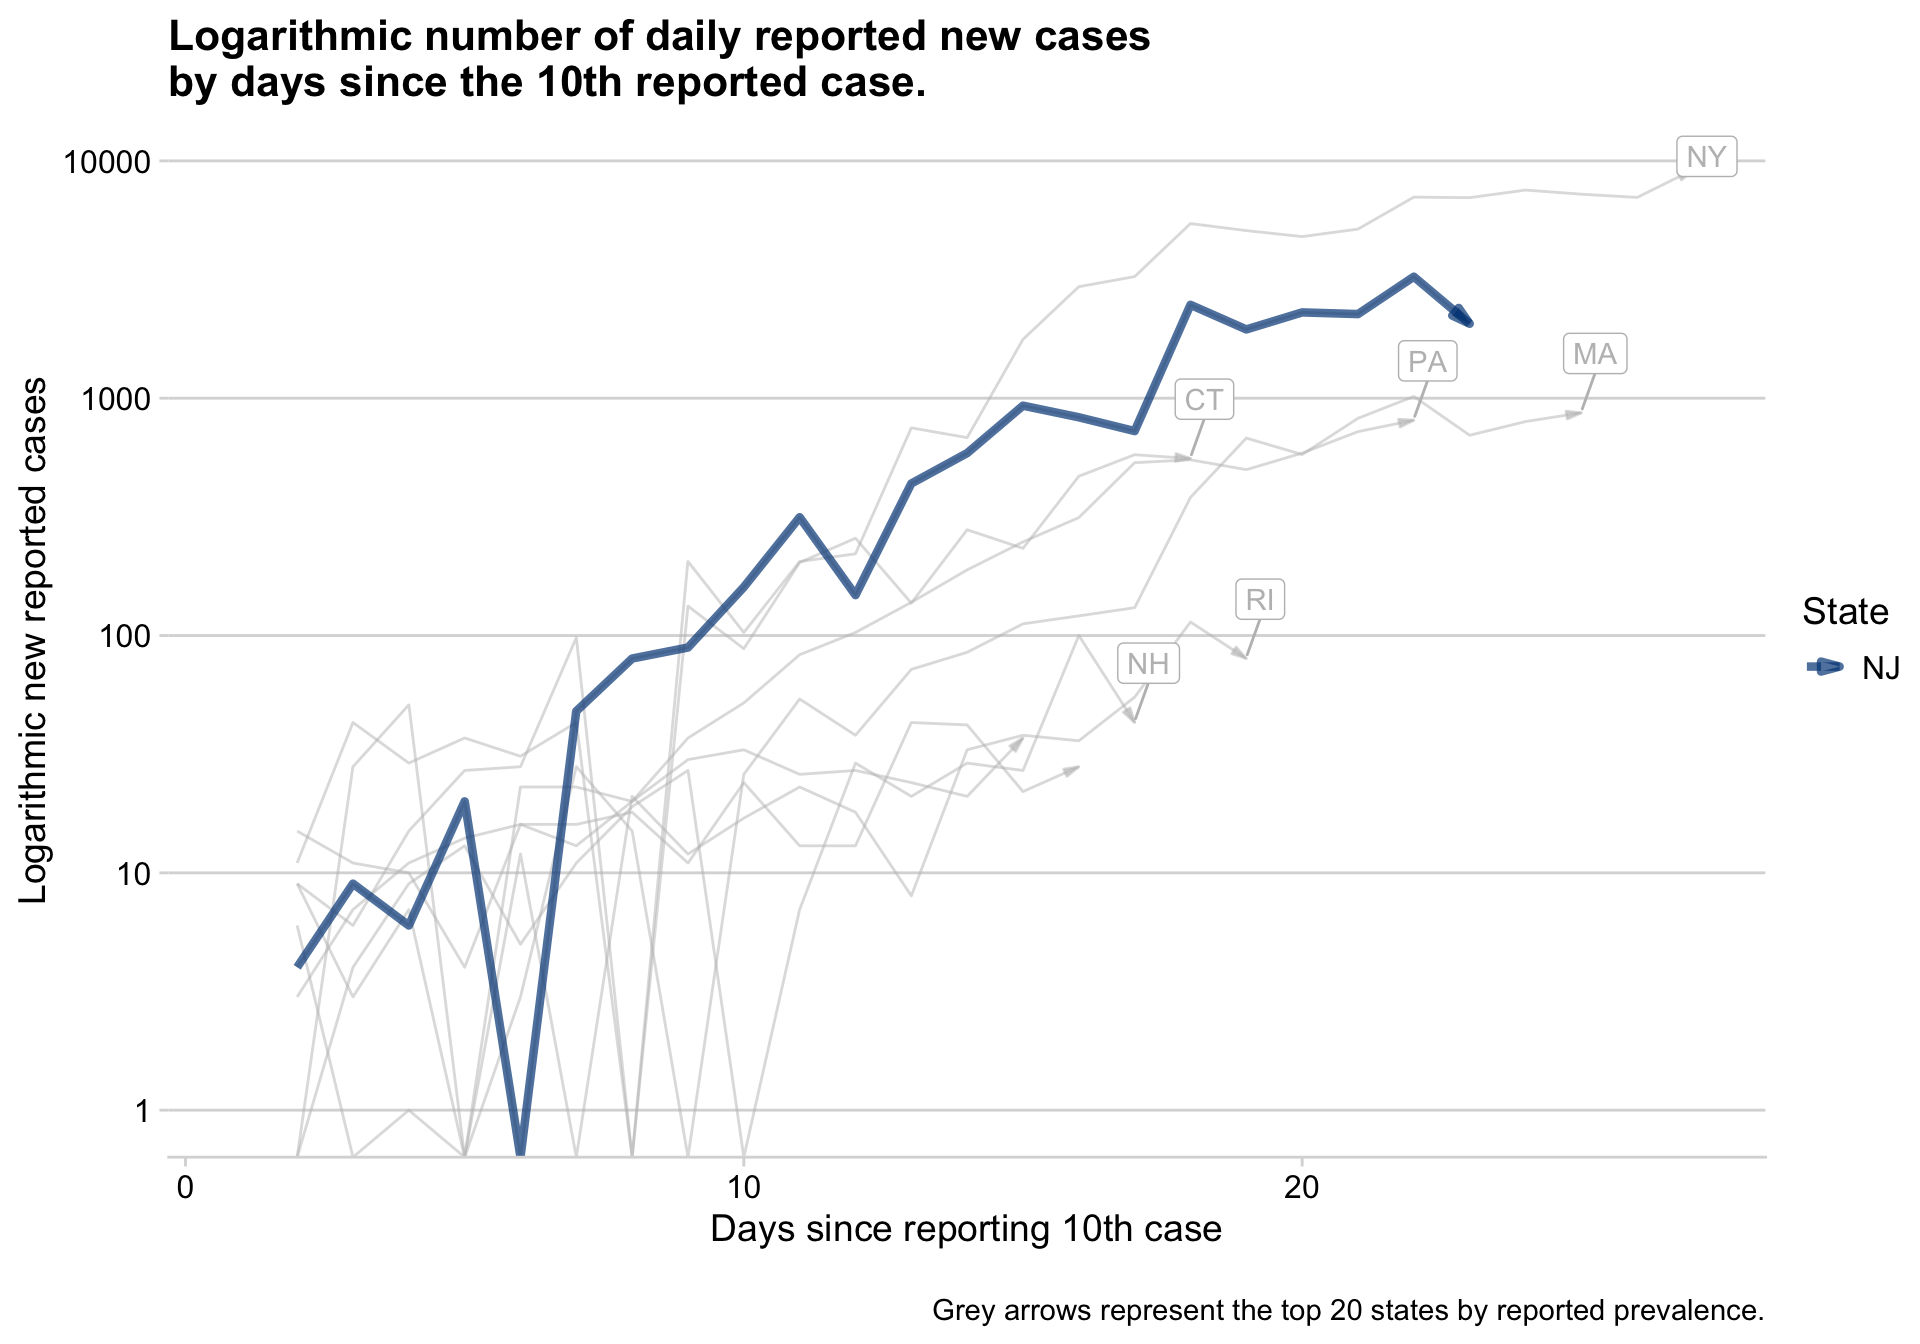 Logarithmic number of daily reported new cases
by days since the 10th reported case.
10000
1000
100
10
1
Logarithmic new reported cases
NY
MA
PA
CT
RI
NH
State
NJ
0
10
20
Days since reporting 10th case
Grey arrows represent the top 20 states by reported prevalence.